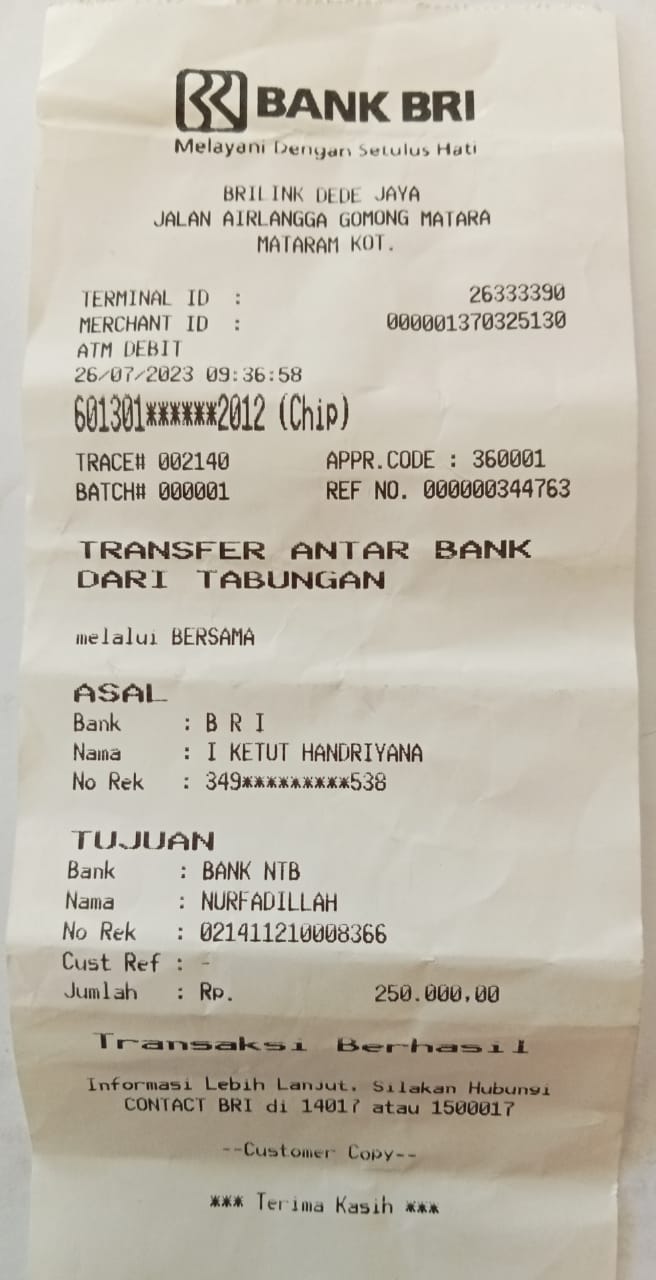 BANK BRI
Melayani Dengan Setulus Hati
BRILINK DEDE JAYA
JALAN AIRLANGGA GOMONG MATARA
MATARAM KOT.
TERMINAL ID : 26333390
MERCHANT ID : 000001370325130
ATM DEBIT
26/07/2023 09:36:58
601301******2012 (Chip)
TRACE# 002140 APPR.CODE : 360001
BATCH# 000001 REF NO. 000000344763
TRANSFER ANTAR BANK
DARI TABUNGAN
melalui BERSAMA
ASAL
Bank : B R I
Nama : I KETUT HANDRIYANA
No Rek : 349*********538
TUJUAN
Bank : BANK NTB
Nama : NURFADILLAH
No Rek : 021411210008366
Cust Ref : -
Jumlah : Rp. 250.000,00
Transaksi Berhasil
Informasi Lebih Lanjut, Silakan Hubungi
CONTACT BRI di 14017 atau 1500017
--Customer Copy--
*** Terima Kasih ***